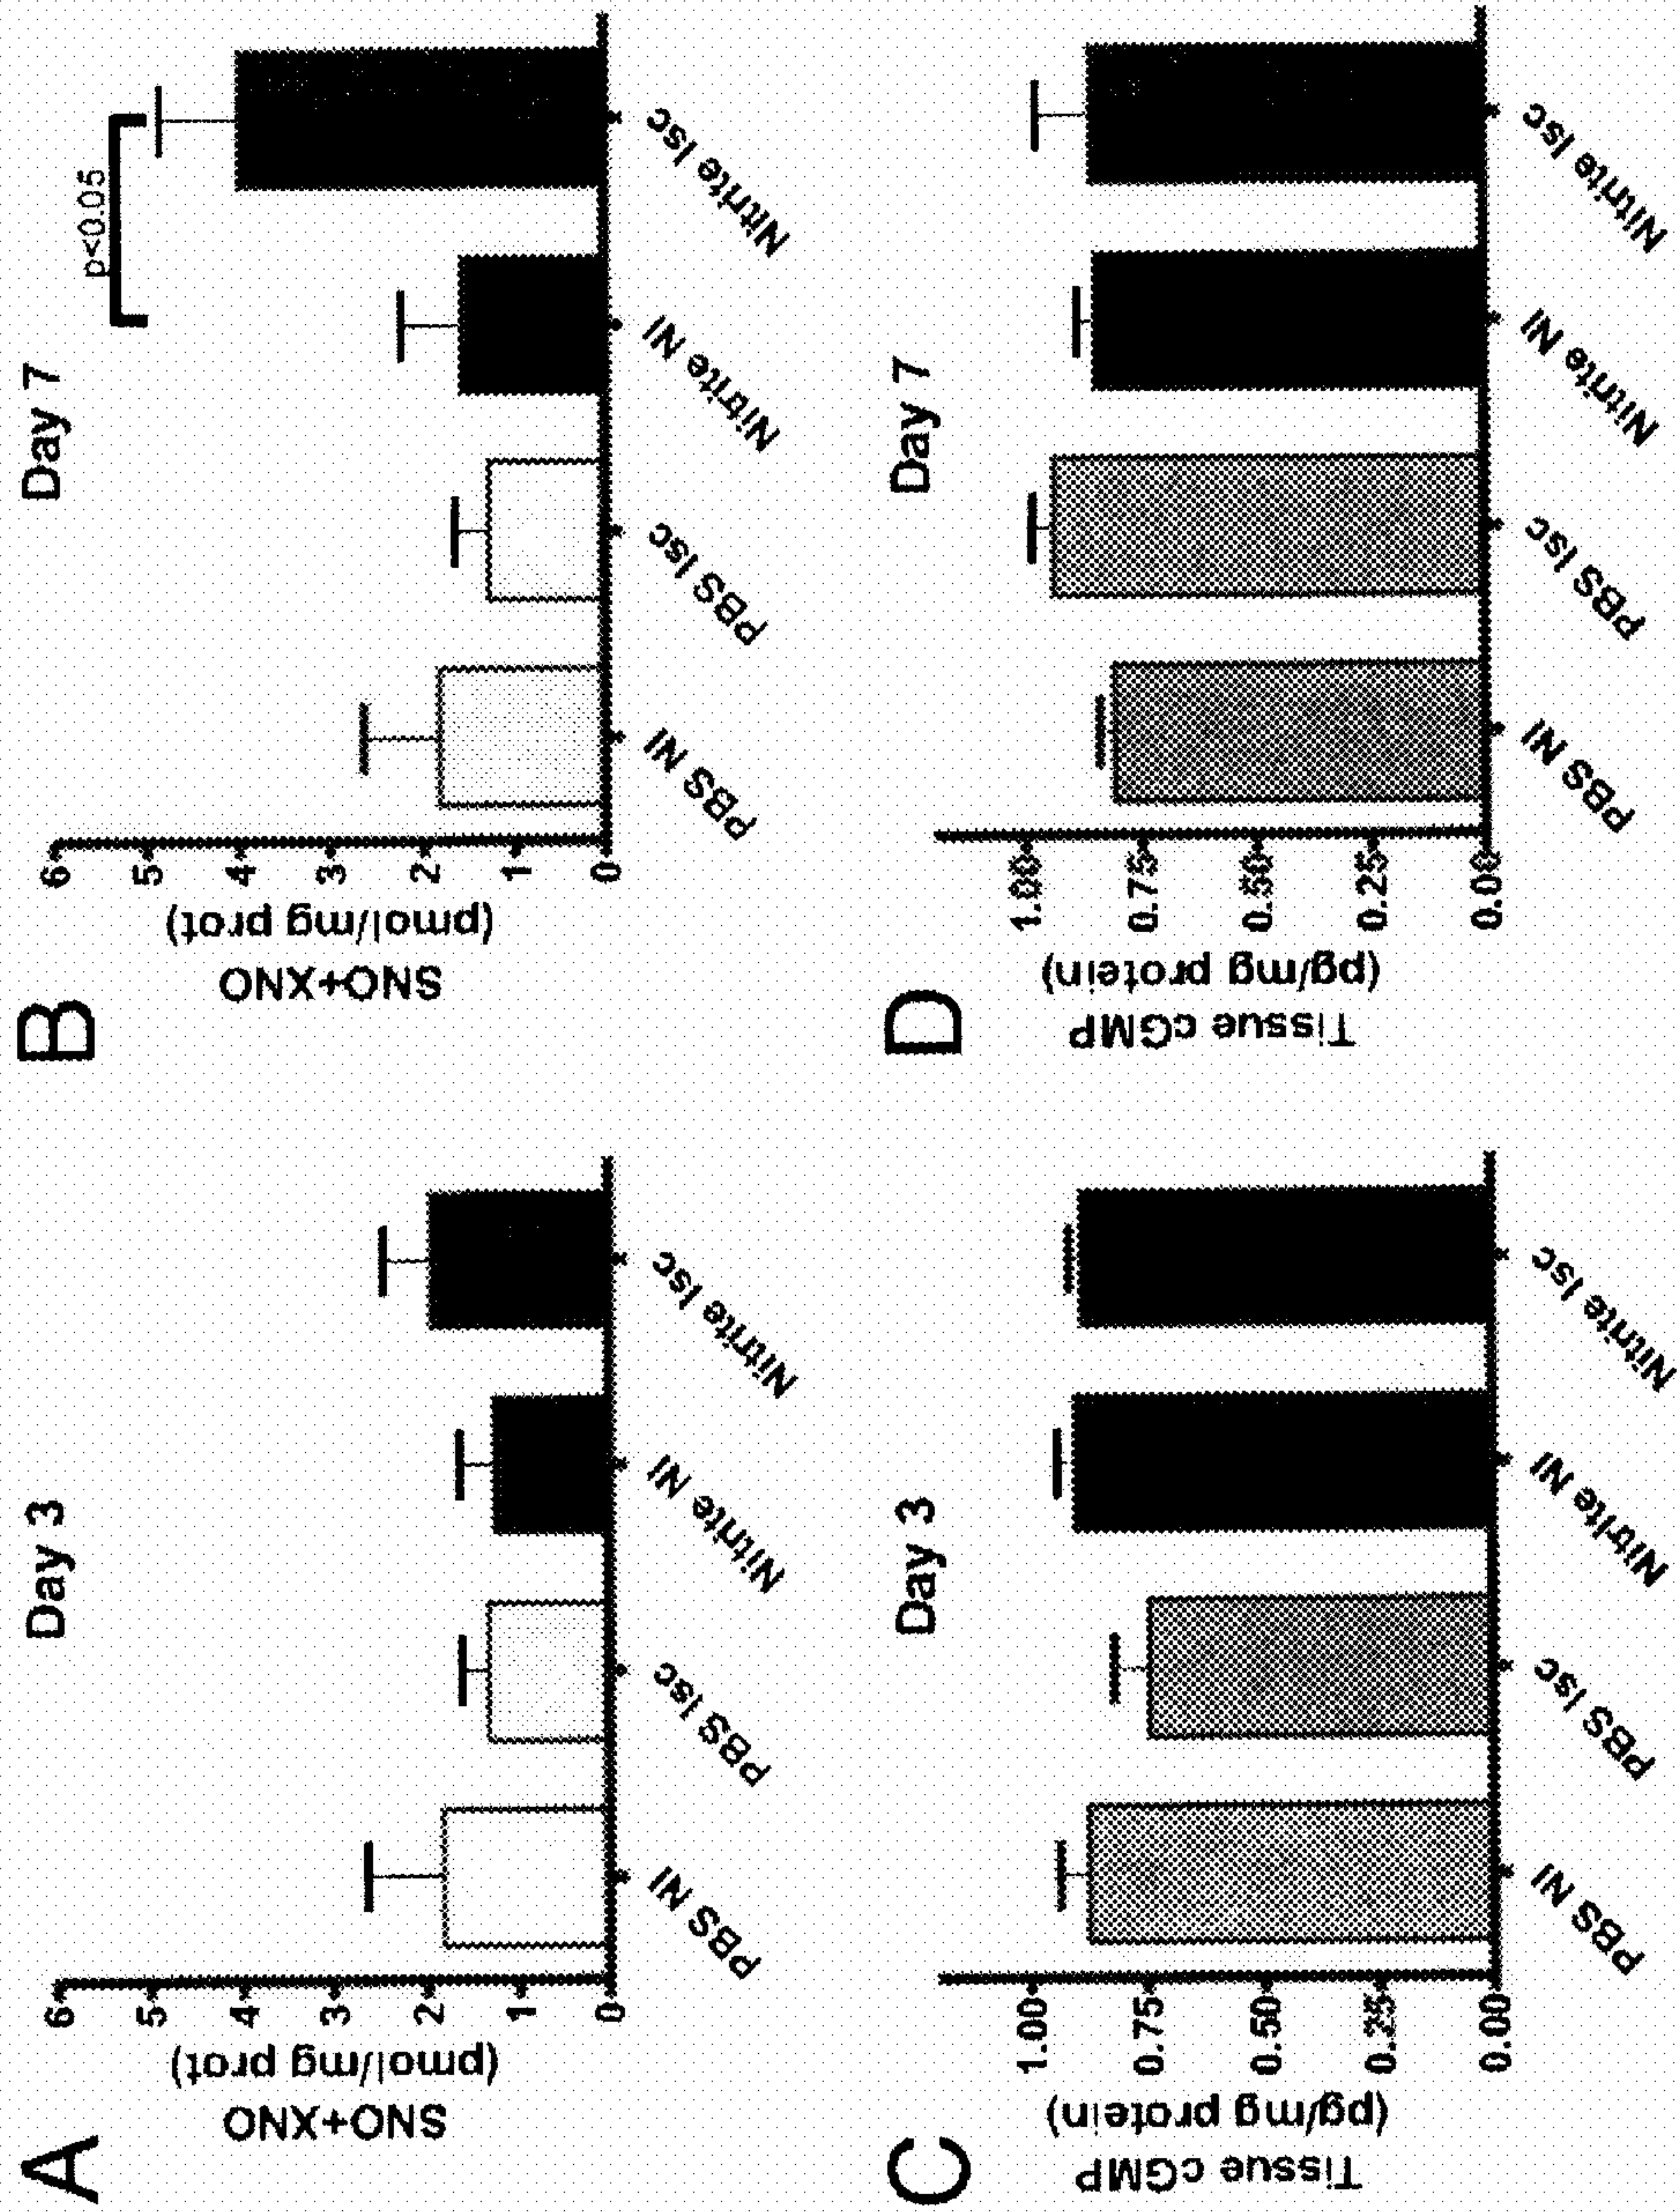 A
Day 3
SNO+XNO
(pmol/mg prot)
6
5
4
3
2
1
0
PBS NI
PBS Isc
Nitrite NI
Nitrite Isc
B
Day 7
p<0.05
SNO+XNO
(pmol/mg prot)
6
5
4
3
2
1
0
PBS NI
PBS Isc
Nitrite NI
Nitrite Isc
C
Day 3
Tissue cGMP
(pg/mg protein)
1.00
0.75
0.50
0.25
0.00
PBS NI
PBS Isc
Nitrite NI
Nitrite Isc
D
Day 7
Tissue cGMP
(pg/mg protein)
1.00
0.75
0.50
0.25
0.00
PBS NI
PBS Isc
Nitrite NI
Nitrite Isc